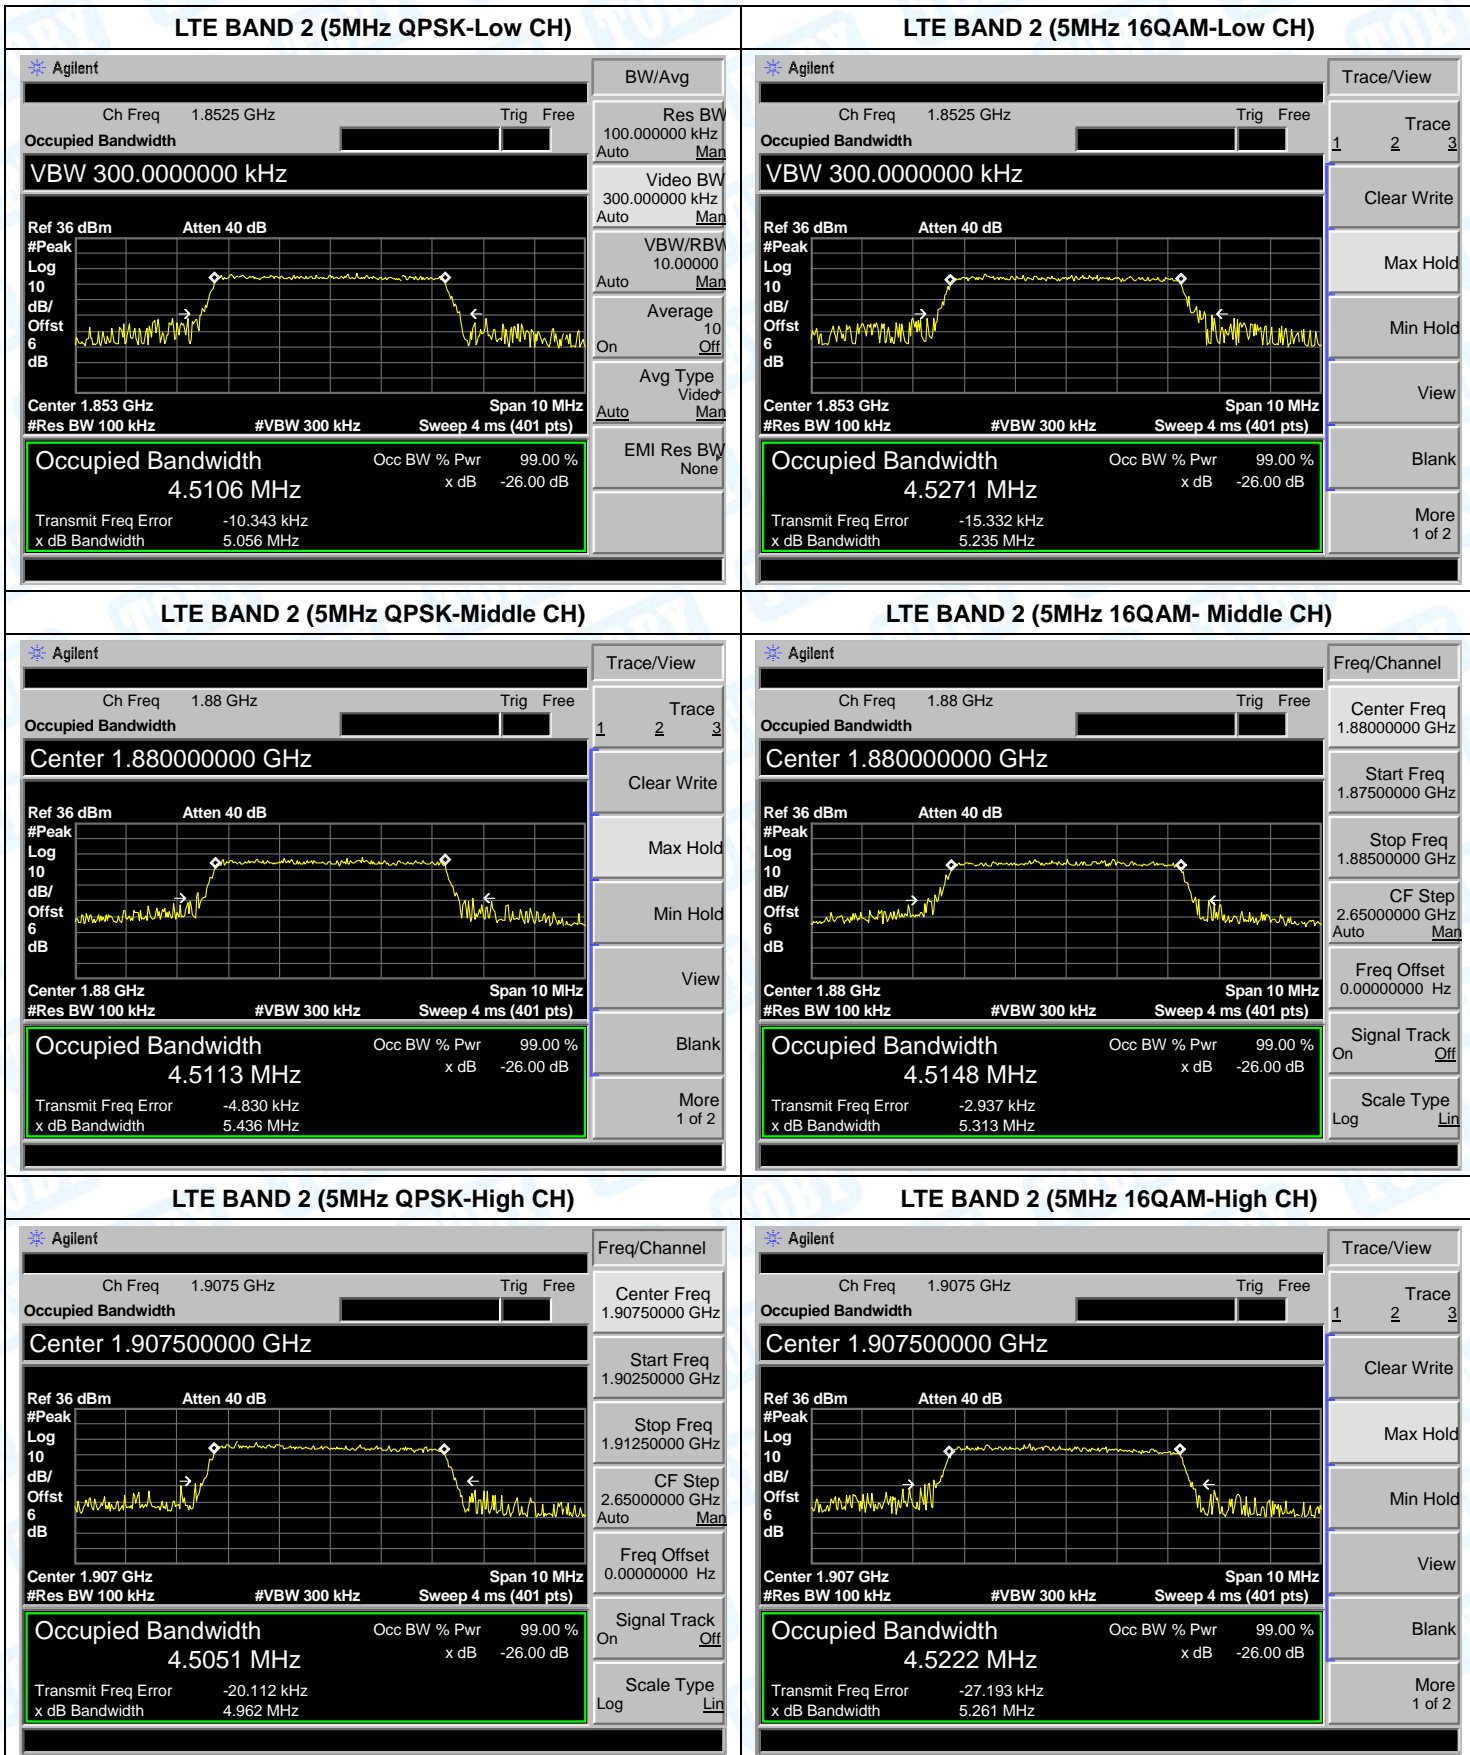 LTE BAND 2 (5MHz QPSK-Low CH)
Agilent
BW/Avg
Ch Freq 1.8525 GHz Trig Free
Occupied Bandwidth
VBW 300.0000000 kHz
Ref 36 dBm Atten 40 dB
#Peak
Log
10
dB/
Offst
6
dB
Center 1.853 GHz Span 10 MHz
#Res BW 100 kHz #VBW 300 kHz Sweep 4 ms (401 pts)
Occupied Bandwidth Occ BW % Pwr 99.00 %
4.5106 MHz x dB -26.00 dB
Transmit Freq Error -10.343 kHz
x dB Bandwidth 5.056 MHz
Res BW
100.000000 kHz
Auto Man
Video BW
300.000000 kHz
Auto Man
VBW/RBW
10.00000
Auto Man
Average
10
On Off
Avg Type
Video
Auto Man
EMI Res BW
None
LTE BAND 2 (5MHz 16QAM-Low CH)
Agilent
Trace/View
Ch Freq 1.8525 GHz Trig Free
Occupied Bandwidth
VBW 300.0000000 kHz
Ref 36 dBm Atten 40 dB
#Peak
Log
10
dB/
Offst
6
dB
Center 1.853 GHz Span 10 MHz
#Res BW 100 kHz #VBW 300 kHz Sweep 4 ms (401 pts)
Occupied Bandwidth Occ BW % Pwr 99.00 %
4.5271 MHz x dB -26.00 dB
Transmit Freq Error -15.332 kHz
x dB Bandwidth 5.235 MHz
Trace
1 2 3
Clear Write
Max Hold
Min Hold
View
Blank
More
1 of 2
LTE BAND 2 (5MHz QPSK-Middle CH)
Agilent
Trace/View
Ch Freq 1.88 GHz Trig Free
Occupied Bandwidth
Center 1.880000000 GHz
Ref 36 dBm Atten 40 dB
#Peak
Log
10
dB/
Offst
6
dB
Center 1.88 GHz Span 10 MHz
#Res BW 100 kHz #VBW 300 kHz Sweep 4 ms (401 pts)
Occupied Bandwidth Occ BW % Pwr 99.00 %
4.5113 MHz x dB -26.00 dB
Transmit Freq Error -4.830 kHz
x dB Bandwidth 5.436 MHz
Trace
1 2 3
Clear Write
Max Hold
Min Hold
View
Blank
More
1 of 2
LTE BAND 2 (5MHz 16QAM- Middle CH)
Agilent
Freq/Channel
Ch Freq 1.88 GHz Trig Free
Occupied Bandwidth
Center 1.880000000 GHz
Ref 36 dBm Atten 40 dB
#Peak
Log
10
dB/
Offst
6
dB
Center 1.88 GHz Span 10 MHz
#Res BW 100 kHz #VBW 300 kHz Sweep 4 ms (401 pts)
Occupied Bandwidth Occ BW % Pwr 99.00 %
4.5148 MHz x dB -26.00 dB
Transmit Freq Error -2.937 kHz
x dB Bandwidth 5.313 MHz
Center Freq
1.88000000 GHz
Start Freq
1.87500000 GHz
Stop Freq
1.88500000 GHz
CF Step
2.65000000 GHz
Auto Man
Freq Offset
0.00000000 Hz
Signal Track
On Off
Scale Type
Log Lin
LTE BAND 2 (5MHz QPSK-High CH)
Agilent
Freq/Channel
Ch Freq 1.9075 GHz Trig Free
Occupied Bandwidth
Center 1.907500000 GHz
Ref 36 dBm Atten 40 dB
#Peak
Log
10
dB/
Offst
6
dB
Center 1.907 GHz Span 10 MHz
#Res BW 100 kHz #VBW 300 kHz Sweep 4 ms (401 pts)
Occupied Bandwidth Occ BW % Pwr 99.00 %
4.5051 MHz x dB -26.00 dB
Transmit Freq Error -20.112 kHz
x dB Bandwidth 4.962 MHz
Center Freq
1.90750000 GHz
Start Freq
1.90250000 GHz
Stop Freq
1.91250000 GHz
CF Step
2.65000000 GHz
Auto Man
Freq Offset
0.00000000 Hz
Signal Track
On Off
Scale Type
Log Lin
LTE BAND 2 (5MHz 16QAM-High CH)
Agilent
Trace/View
Ch Freq 1.9075 GHz Trig Free
Occupied Bandwidth
Center 1.907500000 GHz
Ref 36 dBm Atten 40 dB
#Peak
Log
10
dB/
Offst
6
dB
Center 1.907 GHz Span 10 MHz
#Res BW 100 kHz #VBW 300 kHz Sweep 4 ms (401 pts)
Occupied Bandwidth Occ BW % Pwr 99.00 %
4.5222 MHz x dB -26.00 dB
Transmit Freq Error -27.193 kHz
x dB Bandwidth 5.261 MHz
Trace
1 2 3
Clear Write
Max Hold
Min Hold
View
Blank
More
1 of 2